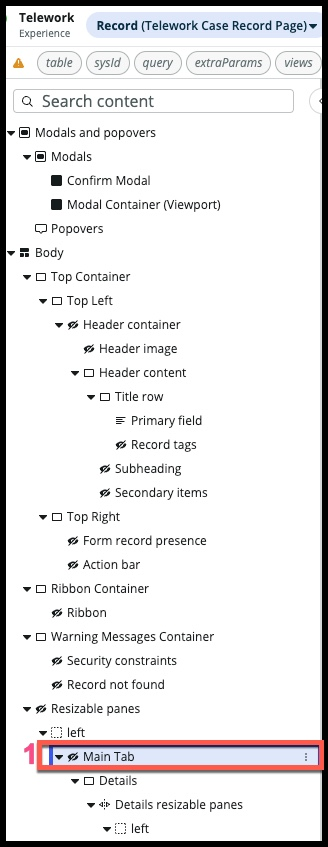 Telework
Experience
Record (Telework Case Record Page)
table sysId query extraParams views
Search content
Modals and popovers
Modals
Confirm Modal
Modal Container (Viewport)
Popovers
Body
Top Container
Top Left
Header container
Header image
Header content
Title row
Primary field
Record tags
Subheading
Secondary items
Top Right
Form record presence
Action bar
Ribbon Container
Ribbon
Warning Messages Container
Security constraints
Record not found
Resizable panes
left
1 Main Tab
Details
Details resizable panes
left